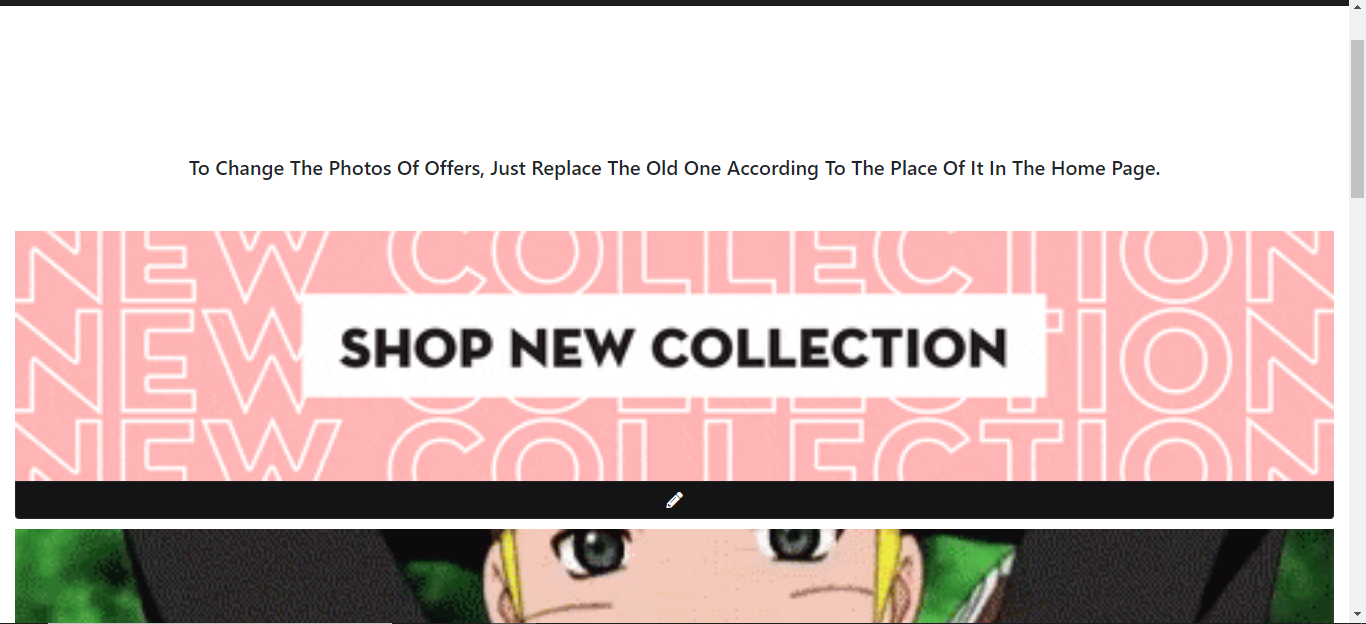 To Change The Photos Of Offers, Just Replace The Old One According To The Place Of It In The Home Page.
NEW COLLECTION
NEW COLLECTION
SHOP NEW COLLECTION
NEW COLLECTION